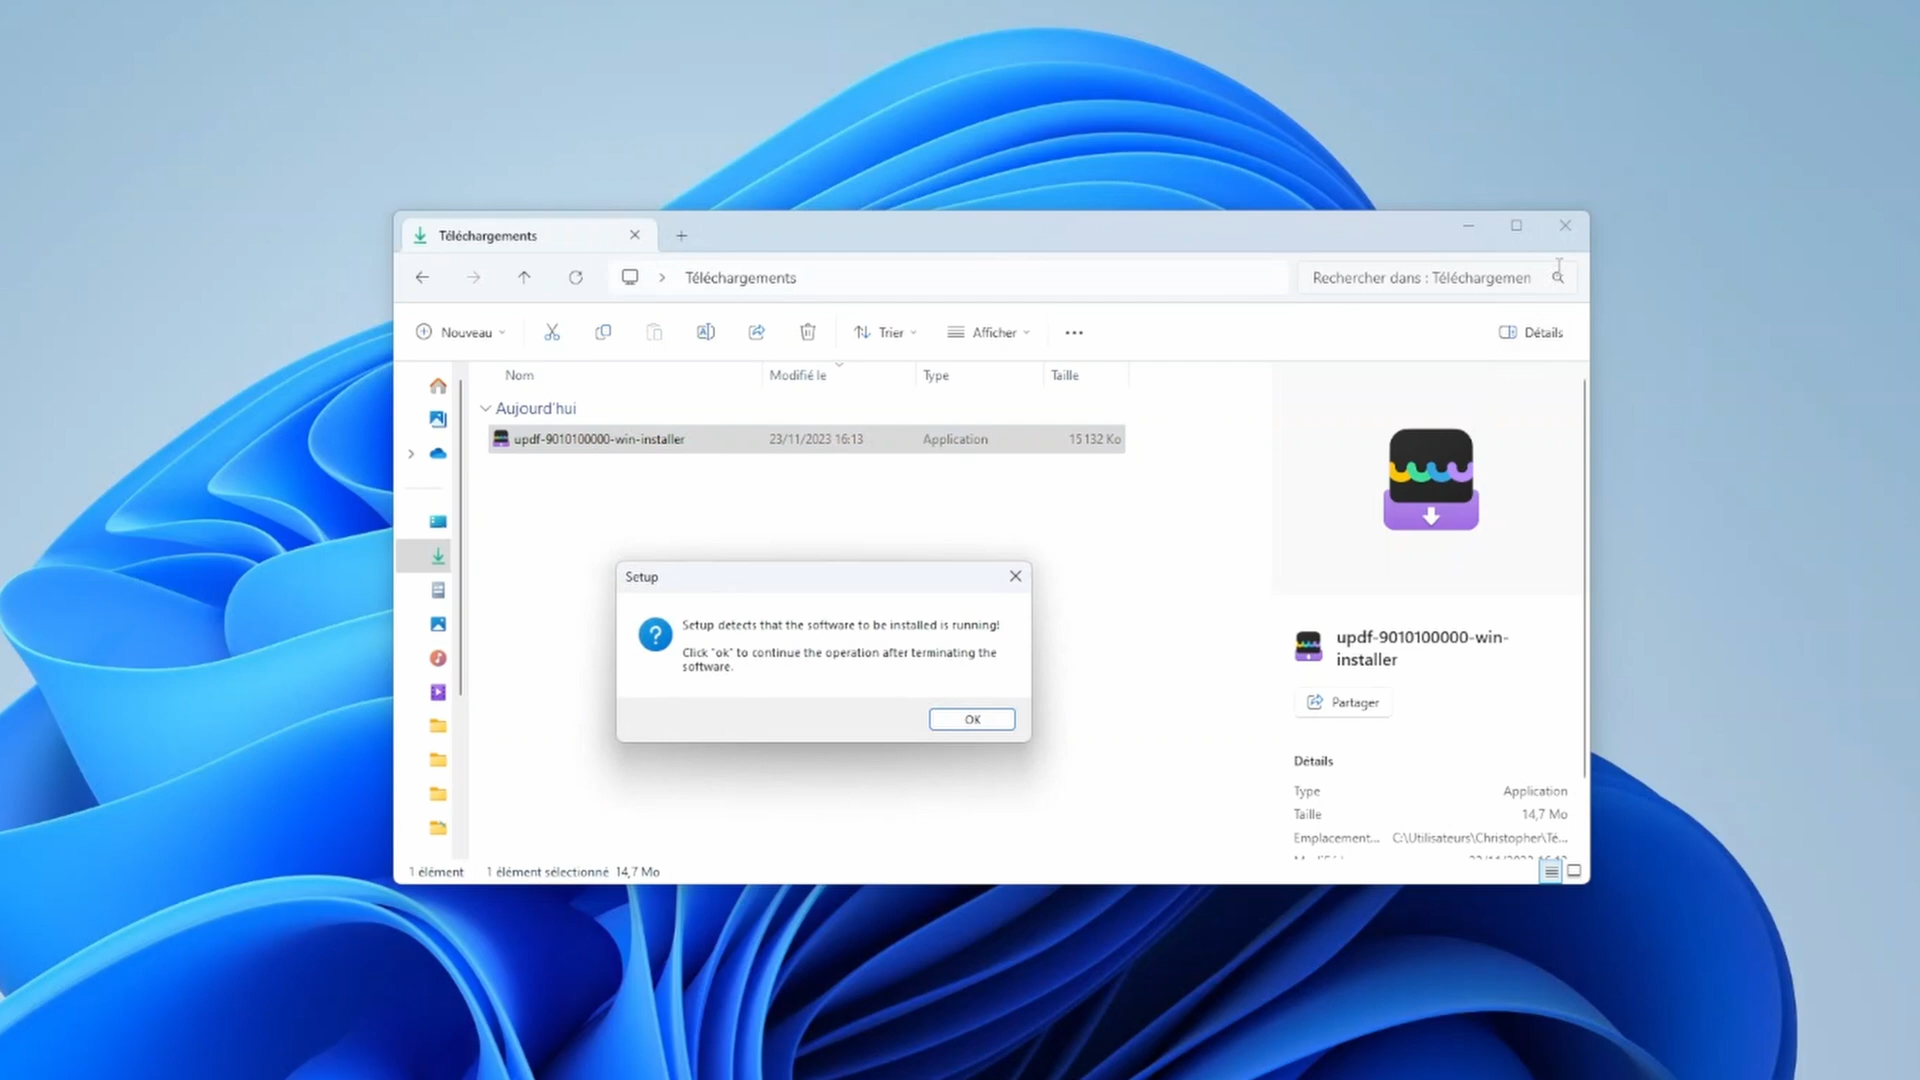 Téléchargements
Téléchargements
Rechercher dans : Téléchargemen
Nouveau
Trier
Afficher
Détails
Nom Modifié le Type Taille
Aujourd'hui
updf-9010100000-win-installer 23/11/2023 16:13 Application 15 132 Ko
Setup
Setup detects that the software to be installed is running!
Click "ok" to continue the operation after terminating the
software.
OK
updf-9010100000-win-
installer
Partager
Détails
Type Application
Taille 14,7 Mo
Emplacement... C:\Utilisateurs\Christopher\Té...
1 élément 1 élément sélectionné 14,7 Mo